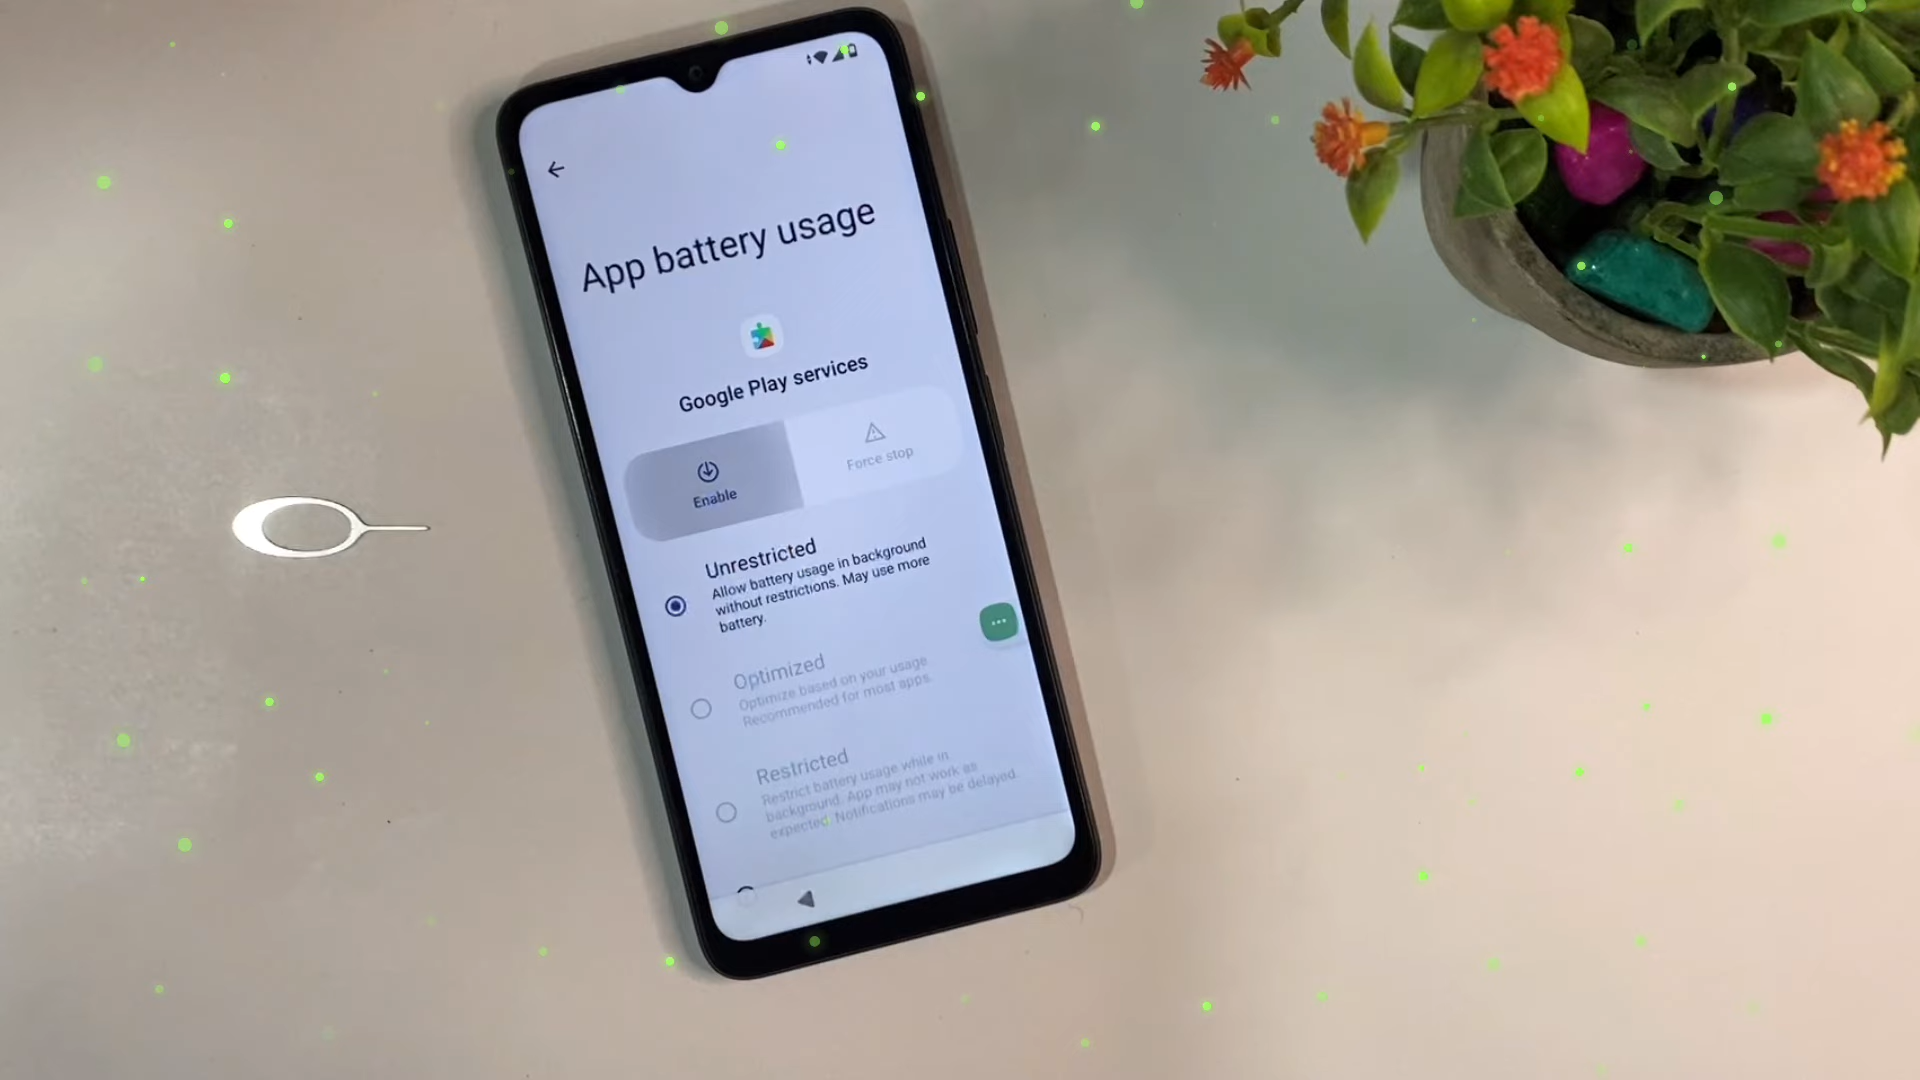 App battery usage
Google Play services
Enable
Force stop
Unrestricted
Allow battery usage in background
without restrictions. May use more
battery.
Optimized
Optimize based on your usage.
Recommended for most apps.
Restricted
Restrict battery usage while in
background. App may not work as
expected. Notifications may be delayed.